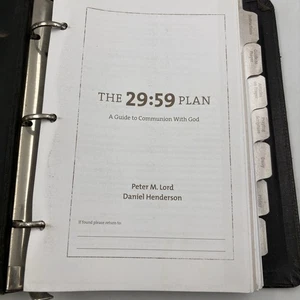 THE 29:59 PLAN
A Guide to Communion With God
Peter M. Lord
Daniel Henderson
If found please return to